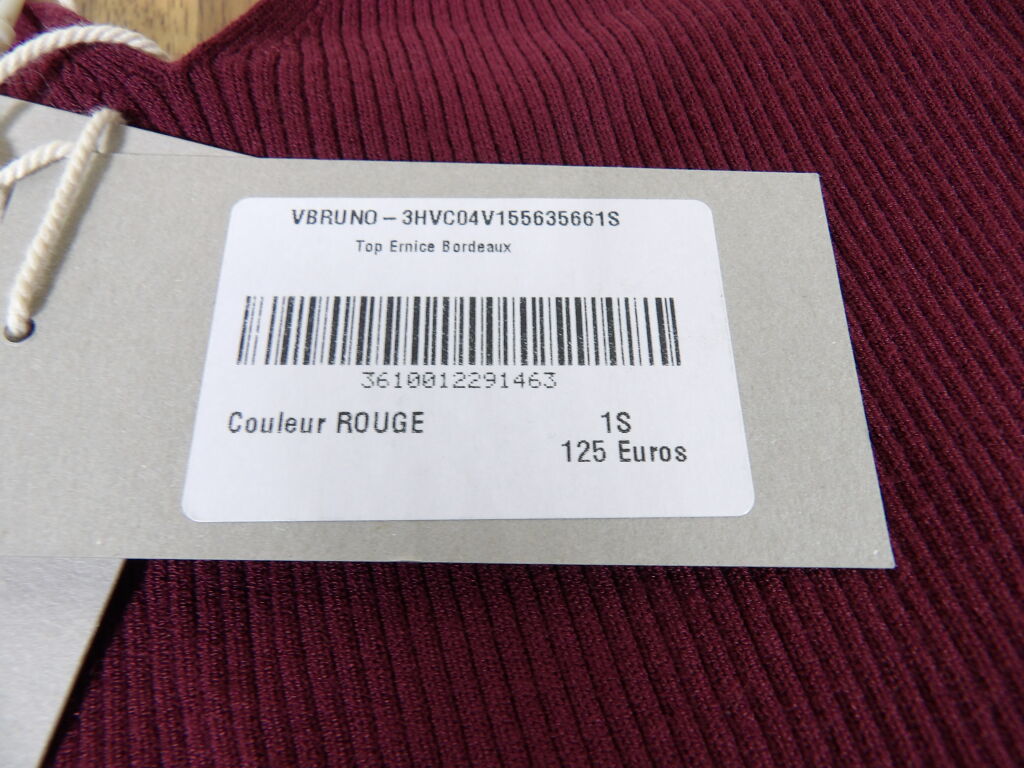 VBRUNO – 3HVC04V155635661S
Top Ernice Bordeaux
3610012291463
Couleur ROUGE 1S
125 Euros